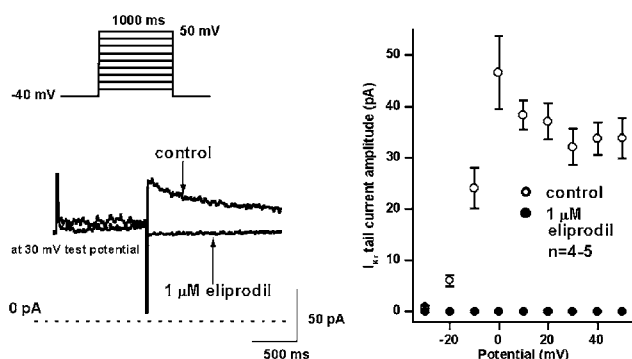 1000 ms
50 mV
-40 mV
control
at 30 mV test potential
1 μM eliprodil
0 pA
50 pA
500 ms
I_Kr tail current amplitude (pA)
50
40
30
20
10
0
control
1 μM
eliprodil
n=4-5
-20
0
20
40
Potential (mV)